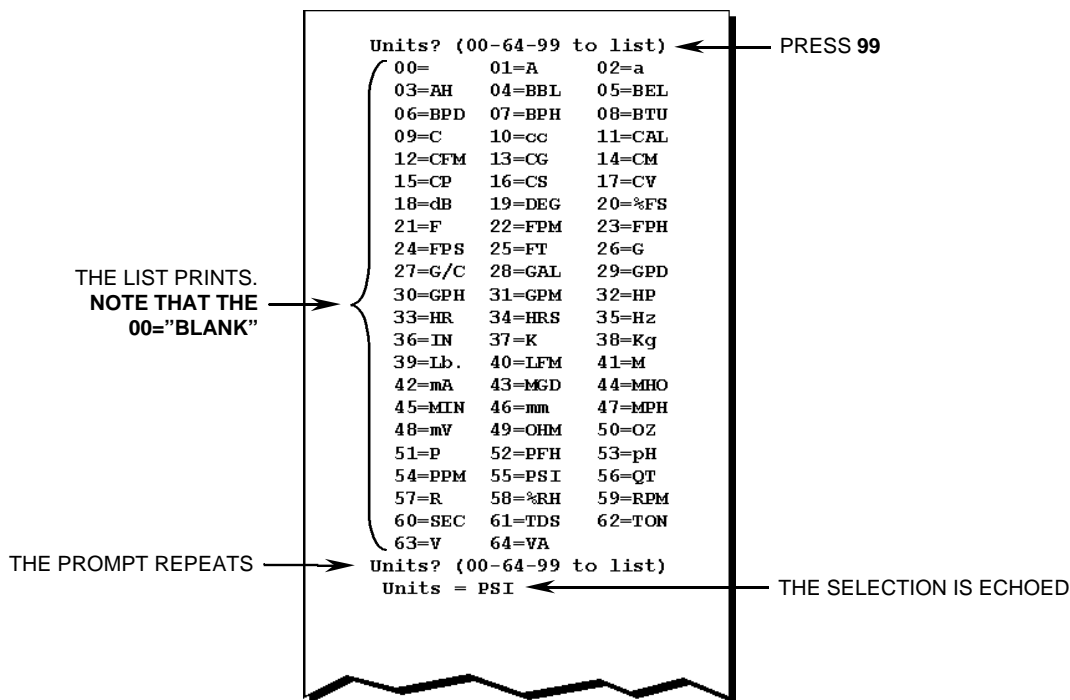 Units? (00-64-99 to list)
PRESS 99
00= 01=A 02=a
03=AH 04=BBL 05=BEL
06=BPD 07=BPH 08=BTU
09=C 10=cc 11=CAL
12=CFM 13=CG 14=CM
15=CP 16=CS 17=CV
18=dB 19=DEG 20=%FS
21=F 22=FPM 23=FPH
24=FPS 25=FT 26=G
27=G/C 28=GAL 29=GPD
30=GPH 31=GPM 32=HP
33=HR 34=HRS 35=Hz
36=IN 37=K 38=Kg
39=Lb. 40=LFM 41=M
42=mA 43=MGD 44=MHO
45=MIN 46=mm 47=MPH
48=mV 49=OHM 50=OZ
51=P 52=PFH 53=pH
54=PPM 55=PSI 56=QT
57=R 58=%RH 59=RPM
60=SEC 61=TDS 62=TON
63=V 64=VA
THE LIST PRINTS.
NOTE THAT THE
00="BLANK"
THE PROMPT REPEATS
Units? (00-64-99 to list)
Units = PSI
THE SELECTION IS ECHOED